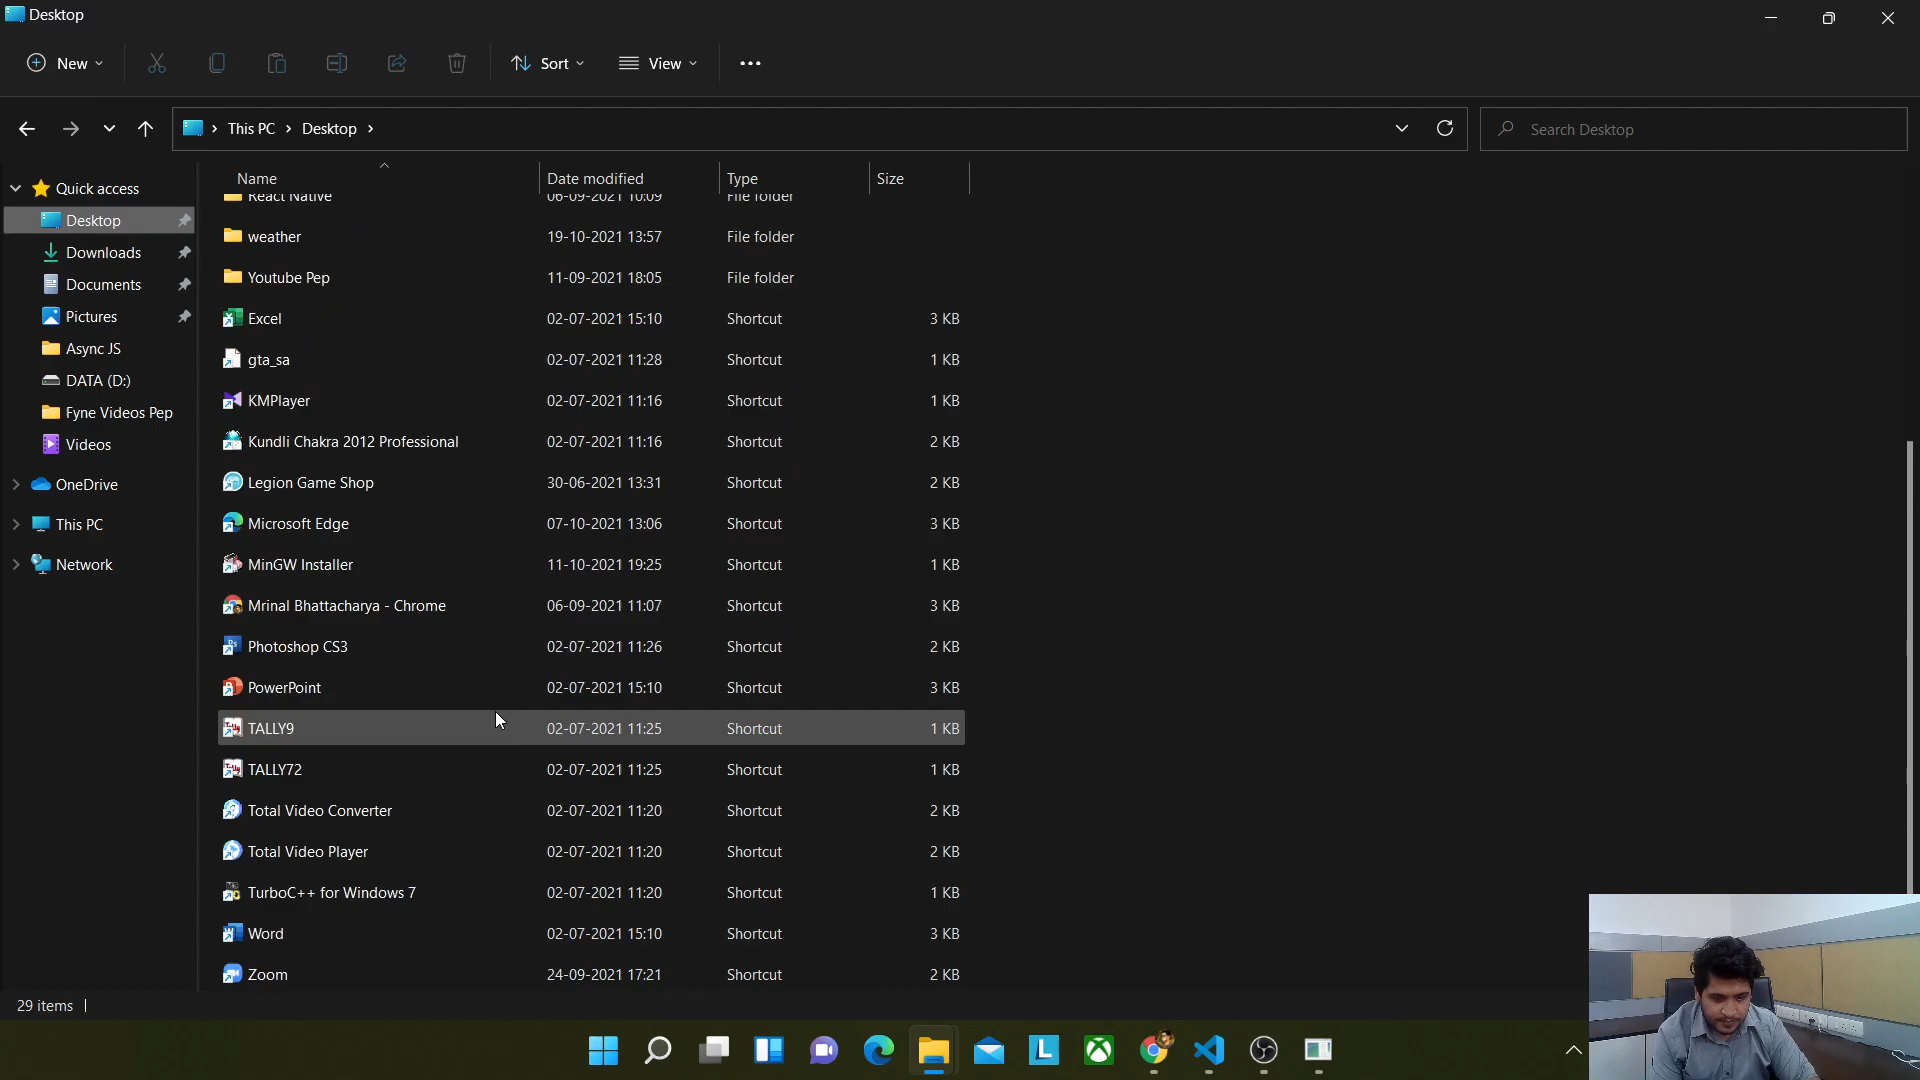 Desktop
New
Sort
View
This PC
Desktop
Search Desktop
Name
Date modified
Type
Size
Quick access
Desktop
Downloads
Documents
Pictures
Async JS
DATA (D:)
Fyne Videos Pep
Videos
OneDrive
This PC
Network
React Native 06-09-2021 10:09 File folder
weather 19-10-2021 13:57 File folder
Youtube Pep 11-09-2021 18:05 File folder
Excel 02-07-2021 15:10 Shortcut 3 KB
gta_sa 02-07-2021 11:28 Shortcut 1 KB
KMPlayer 02-07-2021 11:16 Shortcut 1 KB
Kundli Chakra 2012 Professional 02-07-2021 11:16 Shortcut 2 KB
Legion Game Shop 30-06-2021 13:31 Shortcut 2 KB
Microsoft Edge 07-10-2021 13:06 Shortcut 3 KB
MinGW Installer 11-10-2021 19:25 Shortcut 1 KB
Mrinal Bhattacharya - Chrome 06-09-2021 11:07 Shortcut 3 KB
Photoshop CS3 02-07-2021 11:26 Shortcut 2 KB
PowerPoint 02-07-2021 15:10 Shortcut 3 KB
TALLY9 02-07-2021 11:25 Shortcut 1 KB
TALLY72 02-07-2021 11:25 Shortcut 1 KB
Total Video Converter 02-07-2021 11:20 Shortcut 2 KB
Total Video Player 02-07-2021 11:20 Shortcut 2 KB
TurboC++ for Windows 7 02-07-2021 11:20 Shortcut 1 KB
Word 02-07-2021 15:10 Shortcut 3 KB
Zoom 24-09-2021 17:21 Shortcut 2 KB
29 items